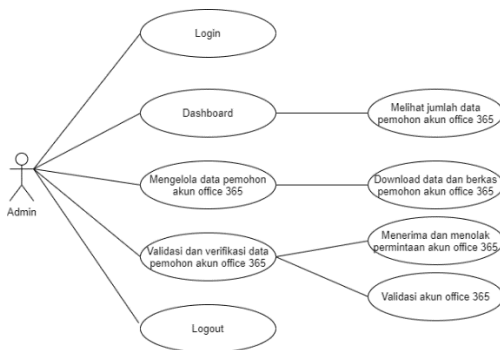 Login
Dashboard
Melihat jumlah data
pemohon akun office 365
Admin
Mengelola data pemohon
akun office 365
Download data dan berkas
pemohon akun office 365
Validasi dan verifikasi data
pemohon akun office 365
Menerima dan menolak
permintaan akun office 365
Validasi akun office 365
Logout